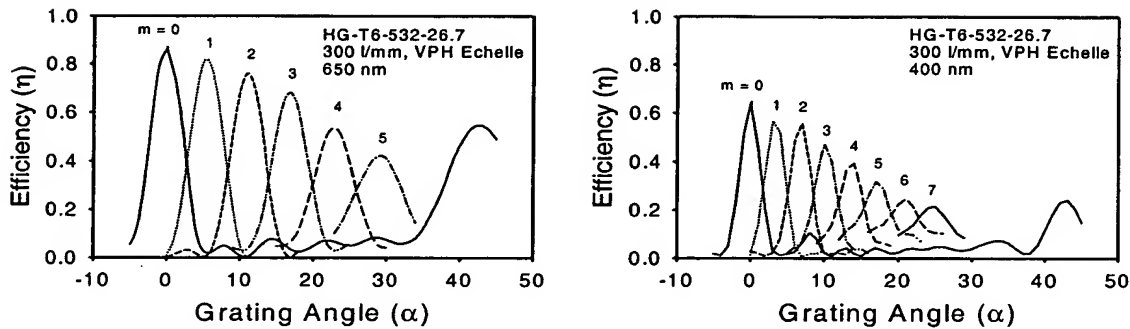 HG-T6-532-26.7
300 l/mm, VPH Echelle
650 nm
m = 0
1
2
3
4
5
Efficiency (η)
1.0
0.8
0.6
0.4
0.2
0.0
-10 0 10 20 30 40 50
Grating Angle (α)
HG-T6-532-26.7
300 l/mm, VPH Echelle
400 nm
m = 0
1
2
3
4
5
6
7
Efficiency (η)
1.0
0.8
0.6
0.4
0.2
0.0
-10 0 10 20 30 40 50
Grating Angle (α)